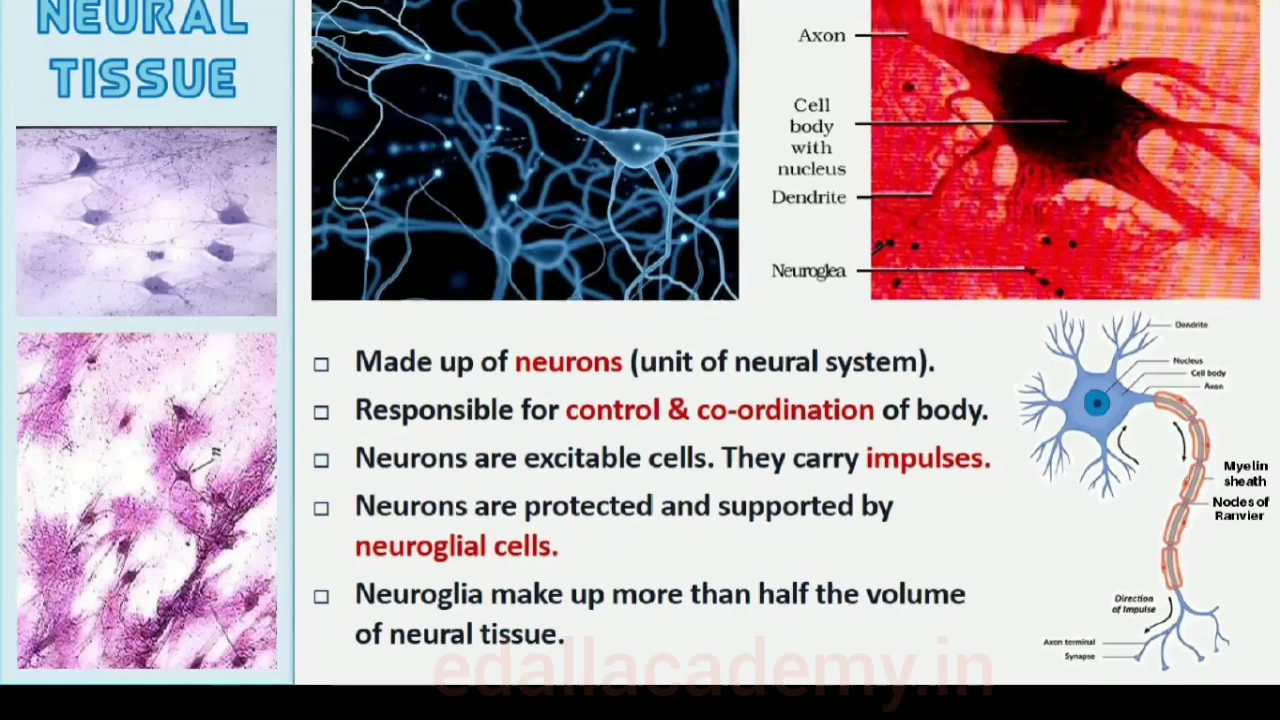 NEURAL
TISSUE
Axon
Cell
body
with
nucleus
Dendrite
Neuroglea
□ Made up of neurons (unit of neural system).
□ Responsible for control & co-ordination of body.
□ Neurons are excitable cells. They carry impulses.
□ Neurons are protected and supported by
neuroglial cells.
□ Neuroglia make up more than half the volume
of neural tissue.
Dendrite
Nucleus
Cell body
Axon
Myelin
sheath
Nodes of
Ranvier
Direction
of Impulse
Axon terminal
Synapse
n
edallacademy.in